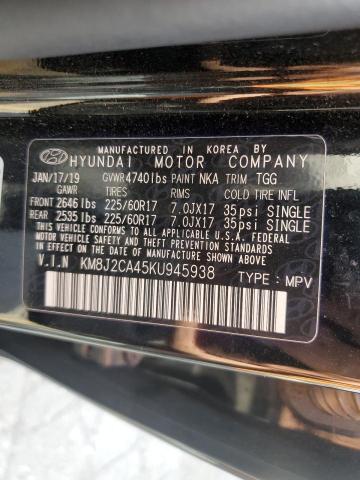 MANUFACTURED IN KOREA BY
HYUNDAI MOTOR COMPANY
JAN/17/19 GVWR 4740lbs PAINT NKA TRIM TGG
GAWR TIRES RIMS COLD TIRES
FRONT 2646 lbs 225/60R17 7.0JX17 35psi SINGLE
REAR 2535 lbs 225/60R17 7.0JX17 35psi SINGLE
THIS VEHICLE CONFORMS TO ALL APPLICABLE U.S. FEDERAL
MOTOR VEHICLE SAFETY, BUMPER, AND THEFT PREVENTION
STANDARDS IN EFFECT ON THE DATE OF MANUFACTURE SHOWN ABOVE.
V.I.N KM8J2CA45KU945938 TYPE: MPV